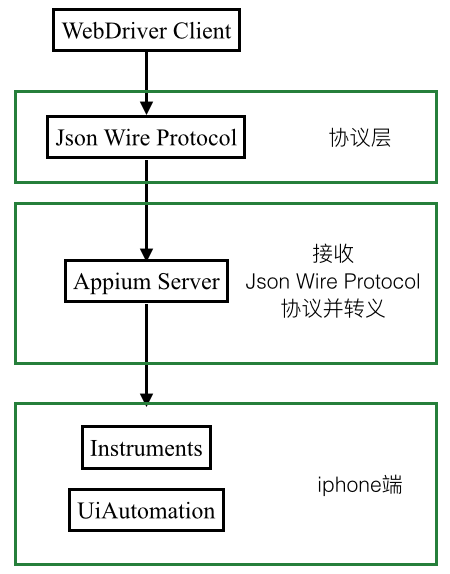 WebDriver Client
Json Wire Protocol
协议层
接收
Json Wire Protocol
协议并转义
Appium Server
Instruments
UiAutomation
iphone端